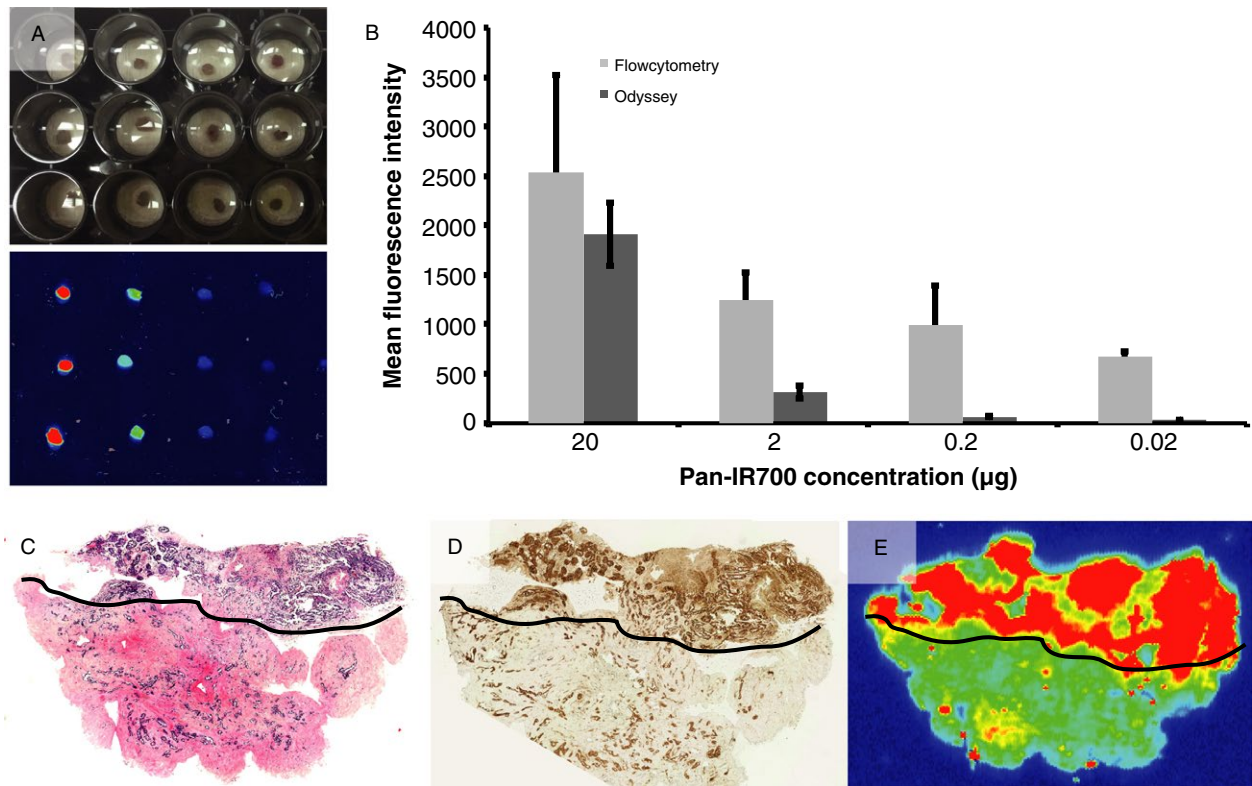 A
B
4000
3500
3000
2500
2000
1500
1000
500
0
Mean fluorescence intensity
Flowcytometry
Odyssey
20 2 0.2 0.02
Pan-IR700 concentration (µg)
C
D
E